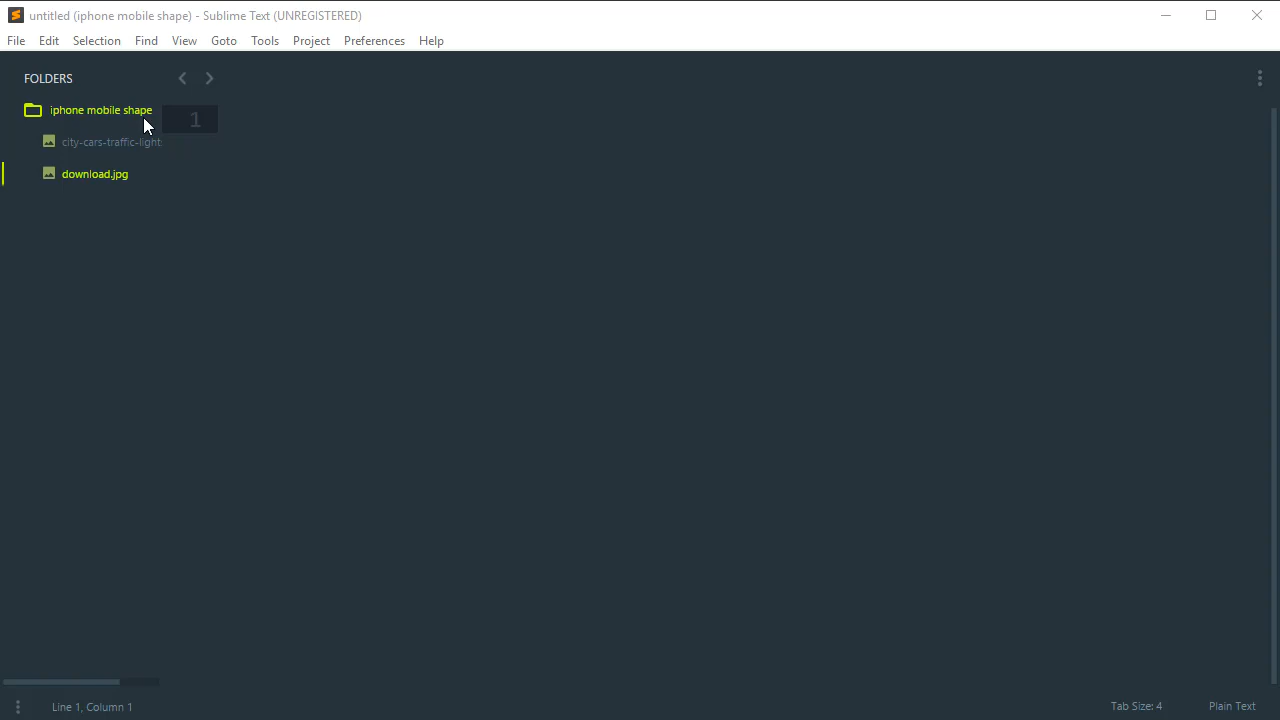 untitled (iphone mobile shape) - Sublime Text (UNREGISTERED)
File Edit Selection Find View Goto Tools Project Preferences Help
FOLDERS
iphone mobile shape
1
city-cars-traffic-light
download.jpg
Line 1, Column 1
Tab Size: 4
Plain Text